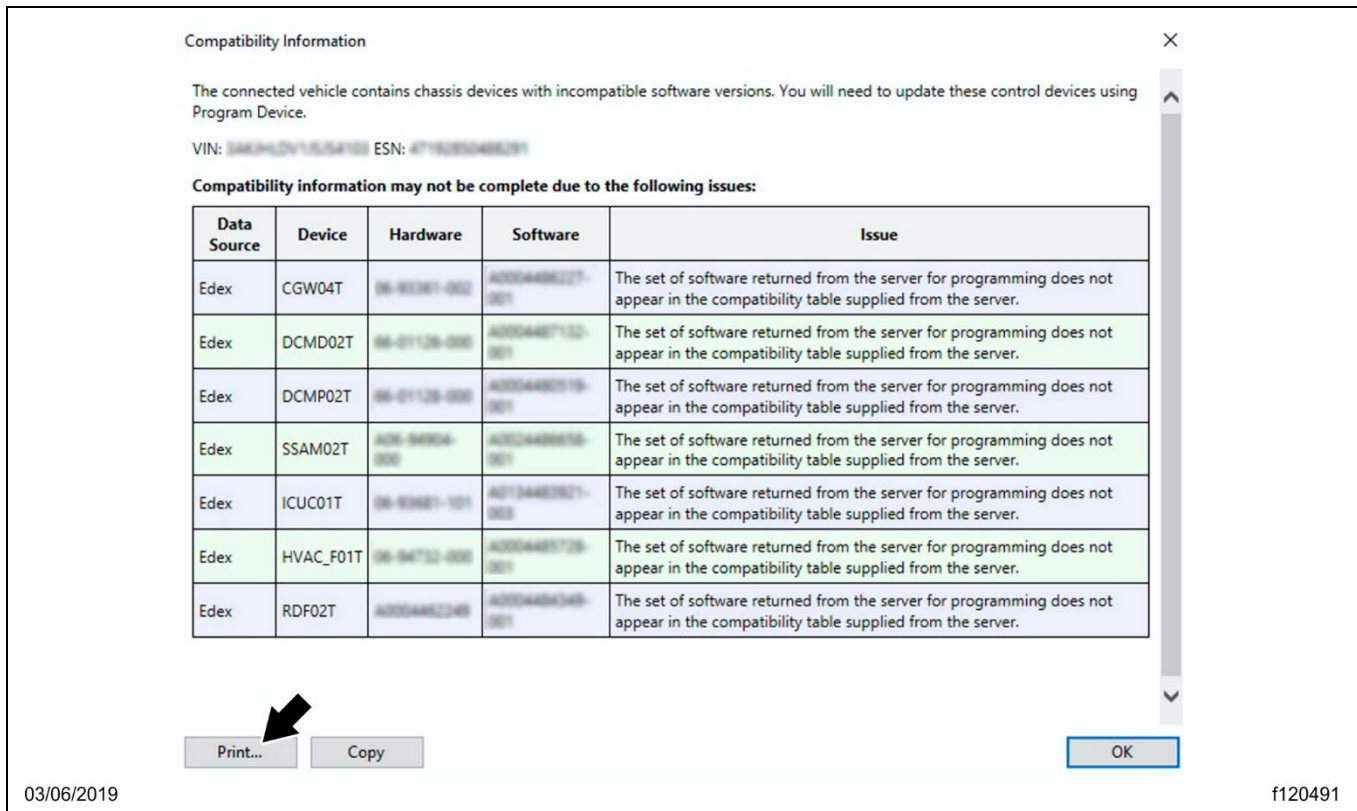 Compatibility Information
The connected vehicle contains chassis devices with incompatible software versions. You will need to update these control devices using
Program Device.
VIN: ESN:
Compatibility information may not be complete due to the following issues:
Data Source Device Hardware Software Issue
Edex CGW04T The set of software returned from the server for programming does not
appear in the compatibility table supplied from the server.
Edex DCMD02T The set of software returned from the server for programming does not
appear in the compatibility table supplied from the server.
Edex DCMP02T The set of software returned from the server for programming does not
appear in the compatibility table supplied from the server.
Edex SSAM02T The set of software returned from the server for programming does not
appear in the compatibility table supplied from the server.
Edex ICUC01T The set of software returned from the server for programming does not
appear in the compatibility table supplied from the server.
Edex HVAC_F01T The set of software returned from the server for programming does not
appear in the compatibility table supplied from the server.
Edex RDF02T The set of software returned from the server for programming does not
appear in the compatibility table supplied from the server.
Print... Copy OK
03/06/2019 f120491